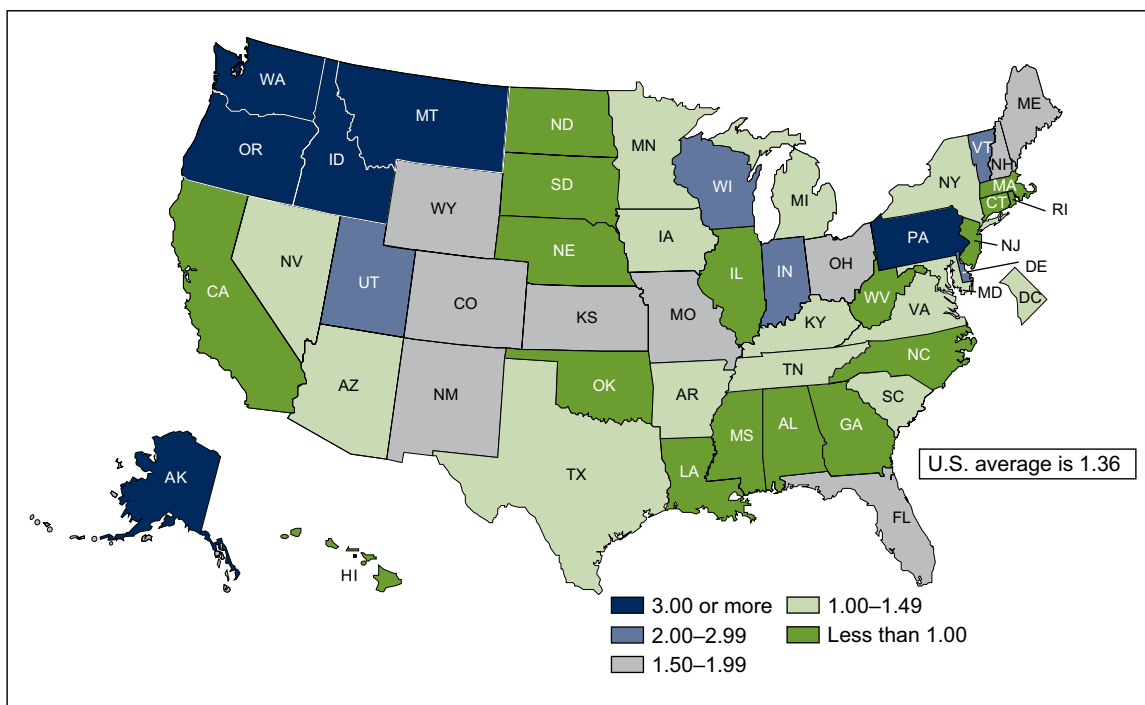 WA
MT
ND
MN
ME
OR
ID
SD
WI
MI
VT
NH
NY
MA
CT
RI
WY
IA
PA
NJ
NE
NV
UT
IL
IN
OH
DE
MD
DC
CA
CO
KS
MO
WV
VA
KY
NC
TN
AZ
NM
OK
AR
SC
MS
AL
GA
LA
TX
U.S. average is 1.36
AK
FL
HI
3.00 or more
2.00–2.99
1.50–1.99
1.00–1.49
Less than 1.00